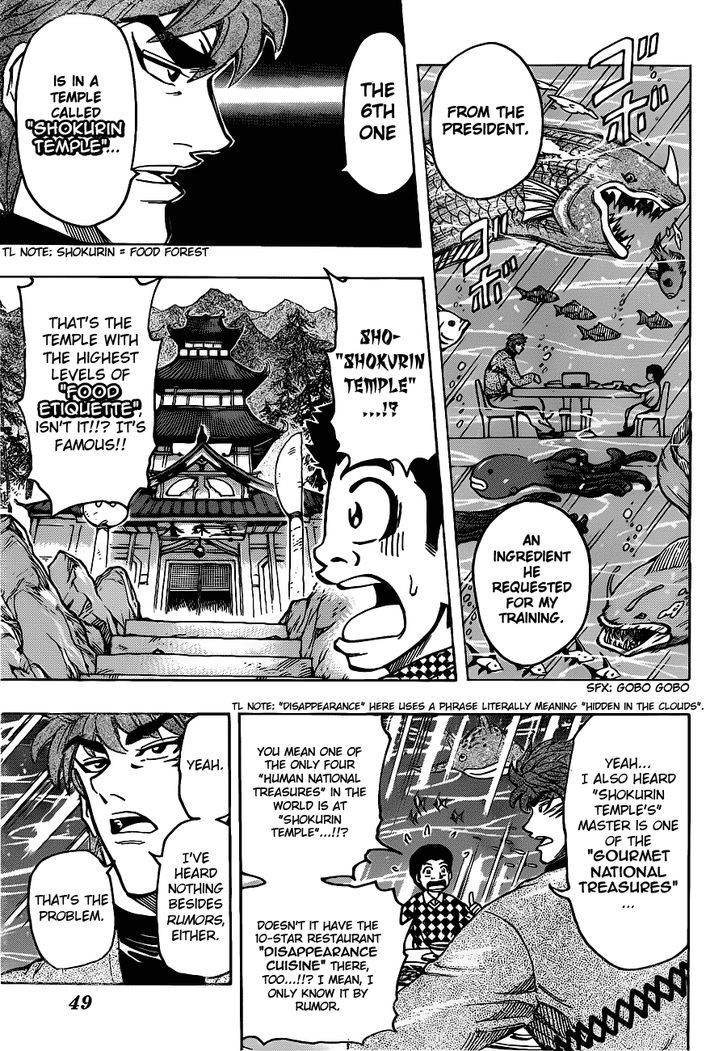 FROM THE
PRESIDENT.
ゴボ
ゴボ
AN
INGREDIENT
HE
REQUESTED
FOR MY
TRAINING.
SFX: GOBO GOBO
THE
6TH
ONE
IS IN A
TEMPLE
CALLED
"SHOKURIN
TEMPLE"...
TL NOTE: SHOKURIN = FOOD FOREST
SHO-
"SHOKURIN
TEMPLE"
....!?
THAT'S THE
TEMPLE WITH
THE HIGHEST
LEVELS OF
"FOOD
ETIQUETTE",
ISN'T IT!!? IT'S
FAMOUS!!
TL NOTE: "DISAPPEARANCE" HERE USES A PHRASE LITERALLY MEANING "HIDDEN IN THE CLOUDS".
YEAH...
I ALSO HEARD
"SHOKURIN
TEMPLE'S"
MASTER IS ONE
OF THE
"GOURMET
NATIONAL
TREASURES"
...
YOU MEAN ONE OF
THE ONLY FOUR
"HUMAN NATIONAL
TREASURES" IN
THE WORLD IS AT
"SHOKURIN
TEMPLE"...!!?
DOESN'T IT HAVE THE
10-STAR RESTAURANT
"DISAPPEARANCE
CUISINE" THERE,
TOO...!!? I MEAN, I
ONLY KNOW IT BY
RUMOR.
YEAH.
I'VE
HEARD
NOTHING
BESIDES
RUMORS,
EITHER.
THAT'S THE
PROBLEM.
49